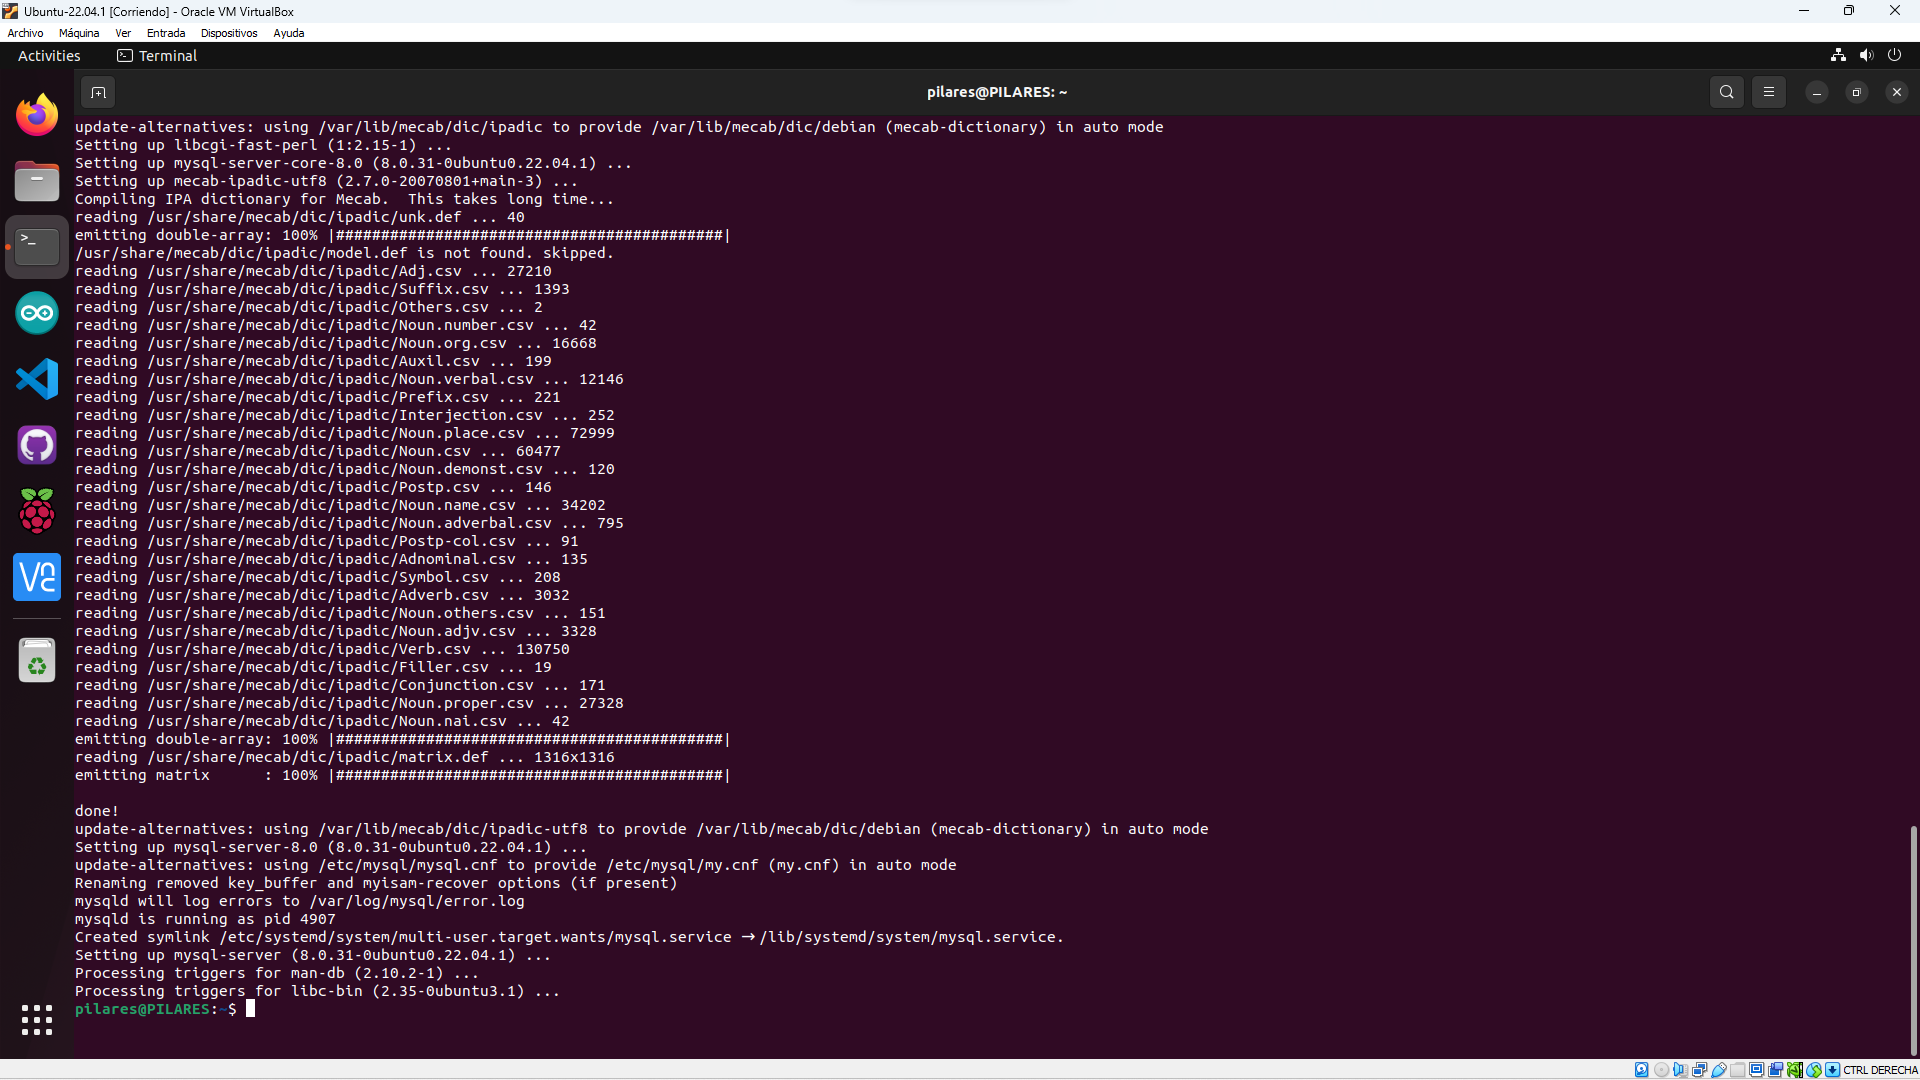 Ubuntu-22.04.1 [Corriendo] - Oracle VM VirtualBox
Archivo Máquina Ver Entrada Dispositivos Ayuda
Activities Terminal
pilares@PILARES: ~
update-alternatives: using /var/lib/mecab/dic/ipadic to provide /var/lib/mecab/dic/debian (mecab-dictionary) in auto mode
Setting up libcgi-fast-perl (1:2.15-1) ...
Setting up mysql-server-core-8.0 (8.0.31-0ubuntu0.22.04.1) ...
Setting up mecab-ipadic-utf8 (2.7.0-20070801+main-3) ...
Compiling IPA dictionary for Mecab.  This takes long time...
reading /usr/share/mecab/dic/ipadic/unk.def ... 40
emitting double-array: 100% |###########################################|
/usr/share/mecab/dic/ipadic/model.def is not found. skipped.
reading /usr/share/mecab/dic/ipadic/Adj.csv ... 27210
reading /usr/share/mecab/dic/ipadic/Suffix.csv ... 1393
reading /usr/share/mecab/dic/ipadic/Others.csv ... 2
reading /usr/share/mecab/dic/ipadic/Noun.number.csv ... 42
reading /usr/share/mecab/dic/ipadic/Noun.org.csv ... 16668
reading /usr/share/mecab/dic/ipadic/Auxil.csv ... 199
reading /usr/share/mecab/dic/ipadic/Noun.verbal.csv ... 12146
reading /usr/share/mecab/dic/ipadic/Prefix.csv ... 221
reading /usr/share/mecab/dic/ipadic/Interjection.csv ... 252
reading /usr/share/mecab/dic/ipadic/Noun.place.csv ... 72999
reading /usr/share/mecab/dic/ipadic/Noun.csv ... 60477
reading /usr/share/mecab/dic/ipadic/Noun.demonst.csv ... 120
reading /usr/share/mecab/dic/ipadic/Postp.csv ... 146
reading /usr/share/mecab/dic/ipadic/Noun.name.csv ... 34202
reading /usr/share/mecab/dic/ipadic/Noun.adverbal.csv ... 795
reading /usr/share/mecab/dic/ipadic/Postp-col.csv ... 91
reading /usr/share/mecab/dic/ipadic/Adnominal.csv ... 135
reading /usr/share/mecab/dic/ipadic/Symbol.csv ... 208
reading /usr/share/mecab/dic/ipadic/Adverb.csv ... 3032
reading /usr/share/mecab/dic/ipadic/Noun.others.csv ... 151
reading /usr/share/mecab/dic/ipadic/Noun.adjv.csv ... 3328
reading /usr/share/mecab/dic/ipadic/Verb.csv ... 130750
reading /usr/share/mecab/dic/ipadic/Filler.csv ... 19
reading /usr/share/mecab/dic/ipadic/Conjunction.csv ... 171
reading /usr/share/mecab/dic/ipadic/Noun.proper.csv ... 27328
reading /usr/share/mecab/dic/ipadic/Noun.nai.csv ... 42
emitting double-array: 100% |###########################################|
reading /usr/share/mecab/dic/ipadic/matrix.def ... 1316x1316
emitting matrix      : 100% |###########################################|
done!
update-alternatives: using /var/lib/mecab/dic/ipadic-utf8 to provide /var/lib/mecab/dic/debian (mecab-dictionary) in auto mode
Setting up mysql-server-8.0 (8.0.31-0ubuntu0.22.04.1) ...
update-alternatives: using /etc/mysql/mysql.cnf to provide /etc/mysql/my.cnf (my.cnf) in auto mode
Renaming removed key_buffer and myisam-recover options (if present)
mysqld will log errors to /var/log/mysql/error.log
mysqld is running as pid 4907
Created symlink /etc/systemd/system/multi-user.target.wants/mysql.service → /lib/systemd/system/mysql.service.
Setting up mysql-server (8.0.31-0ubuntu0.22.04.1) ...
Processing triggers for man-db (2.10.2-1) ...
Processing triggers for libc-bin (2.35-0ubuntu3.1) ...
pilares@PILARES:~$
CTRL DERECHA